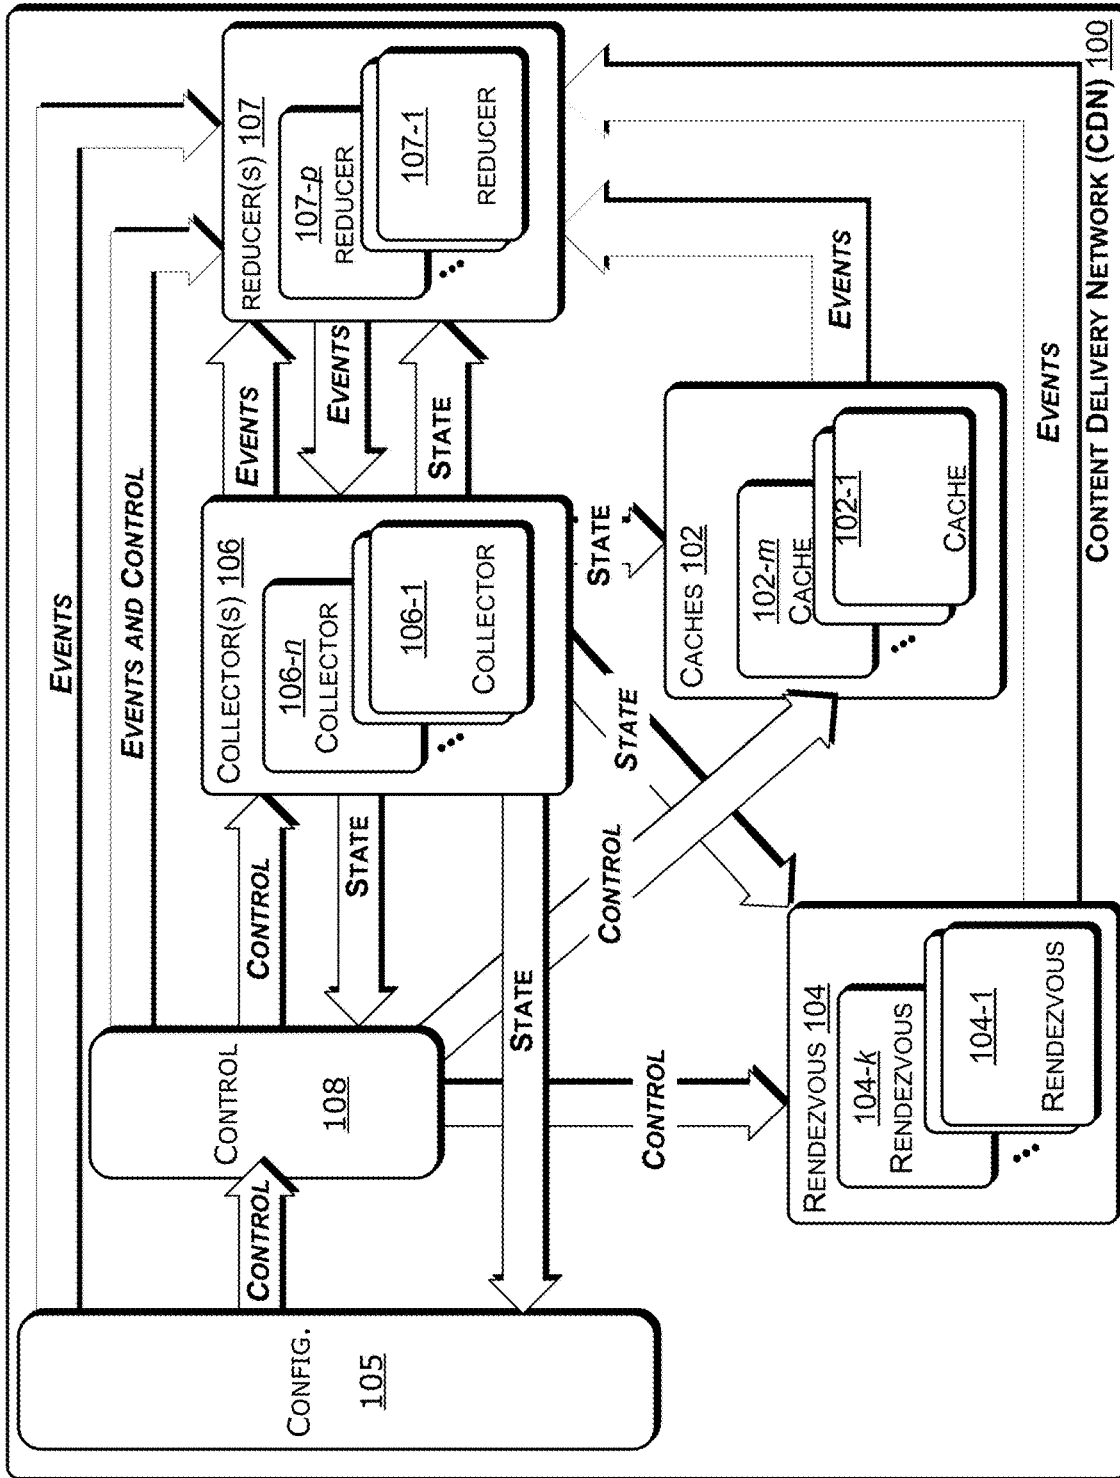 CONTENT DELIVERY NETWORK (CDN) 100
EVENTS
EVENTS AND CONTROL
CONFIG.
105
CONTROL
CONTROL
108
CONTROL
STATE
STATE
COLLECTOR(S) 106
106-n
COLLECTOR
106-1
COLLECTOR
...
EVENTS
EVENTS
STATE
REDUCER(S) 107
107-p
REDUCER
107-1
REDUCER
...
CONTROL
CONTROL
STATE
STATE
RENDEZVOUS 104
104-k
RENDEZVOUS
104-1
RENDEZVOUS
...
CACHES 102
102-m
CACHE
102-1
CACHE
...
EVENTS
EVENTS